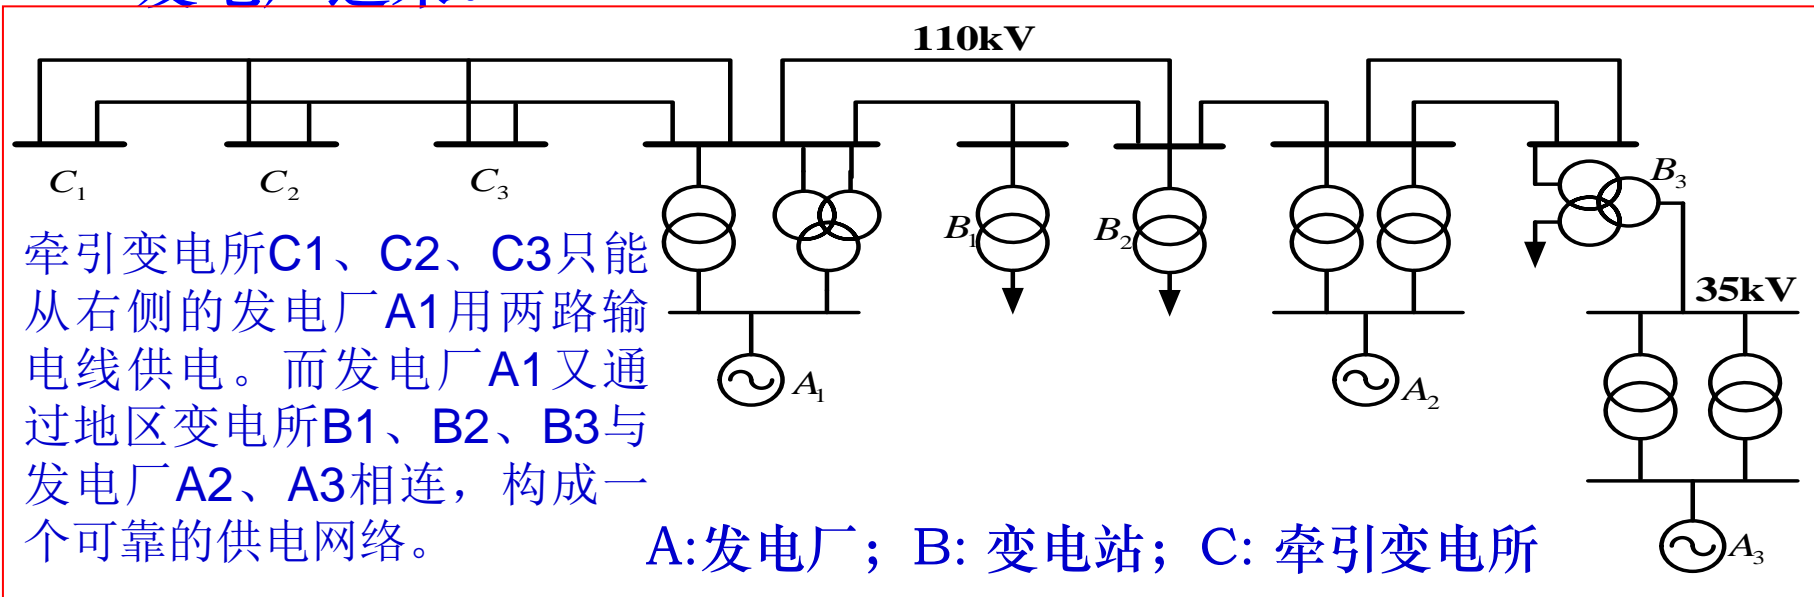 110kV
C1
C2
C3
B1
B2
B3
牵引变电所C1、C2、C3只能
从右侧的发电厂A1用两路输
电线供电。而发电厂A1又通
过地区变电所B1、B2、B3与
发电厂A2、A3相连，构成一
个可靠的供电网络。
35kV
A1
A2
A3
A:发电厂；B: 变电站；C: 牵引变电所